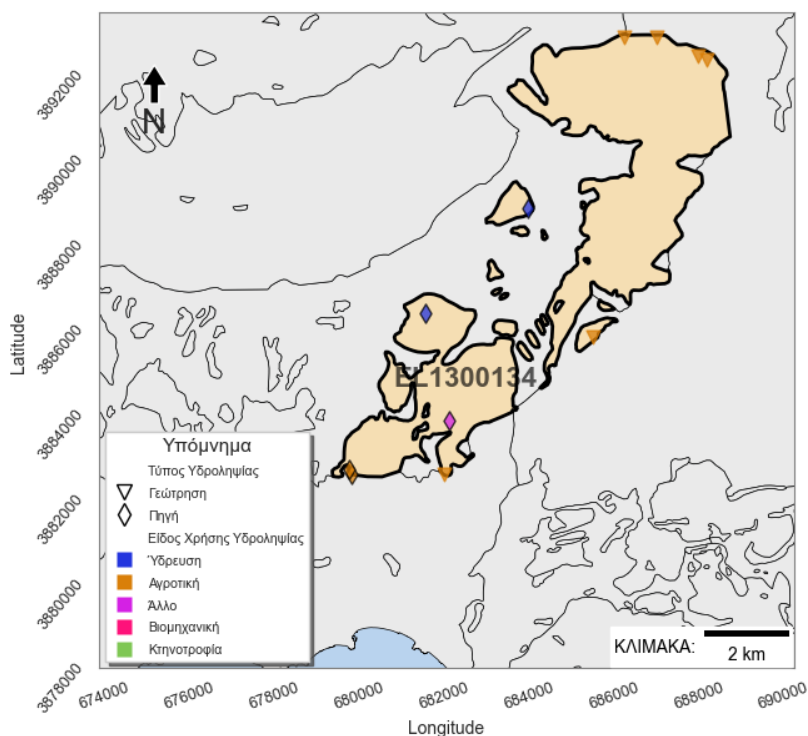 3892000
3890000
3888000
3886000
3884000
3882000
3880000
3878000
Latitude
N
EL1300134
Υπόμνημα
Τύπος Υδροληψίας
Γεώτρηση
Πηγή
Είδος Χρήσης Υδροληψίας
Ύδρευση
Αγροτική
Άλλο
Βιομηχανική
Κτηνοτροφία
ΚΛΙΜΑΚΑ:
2 km
674000
676000
678000
680000
682000
684000
686000
688000
690000
Longitude